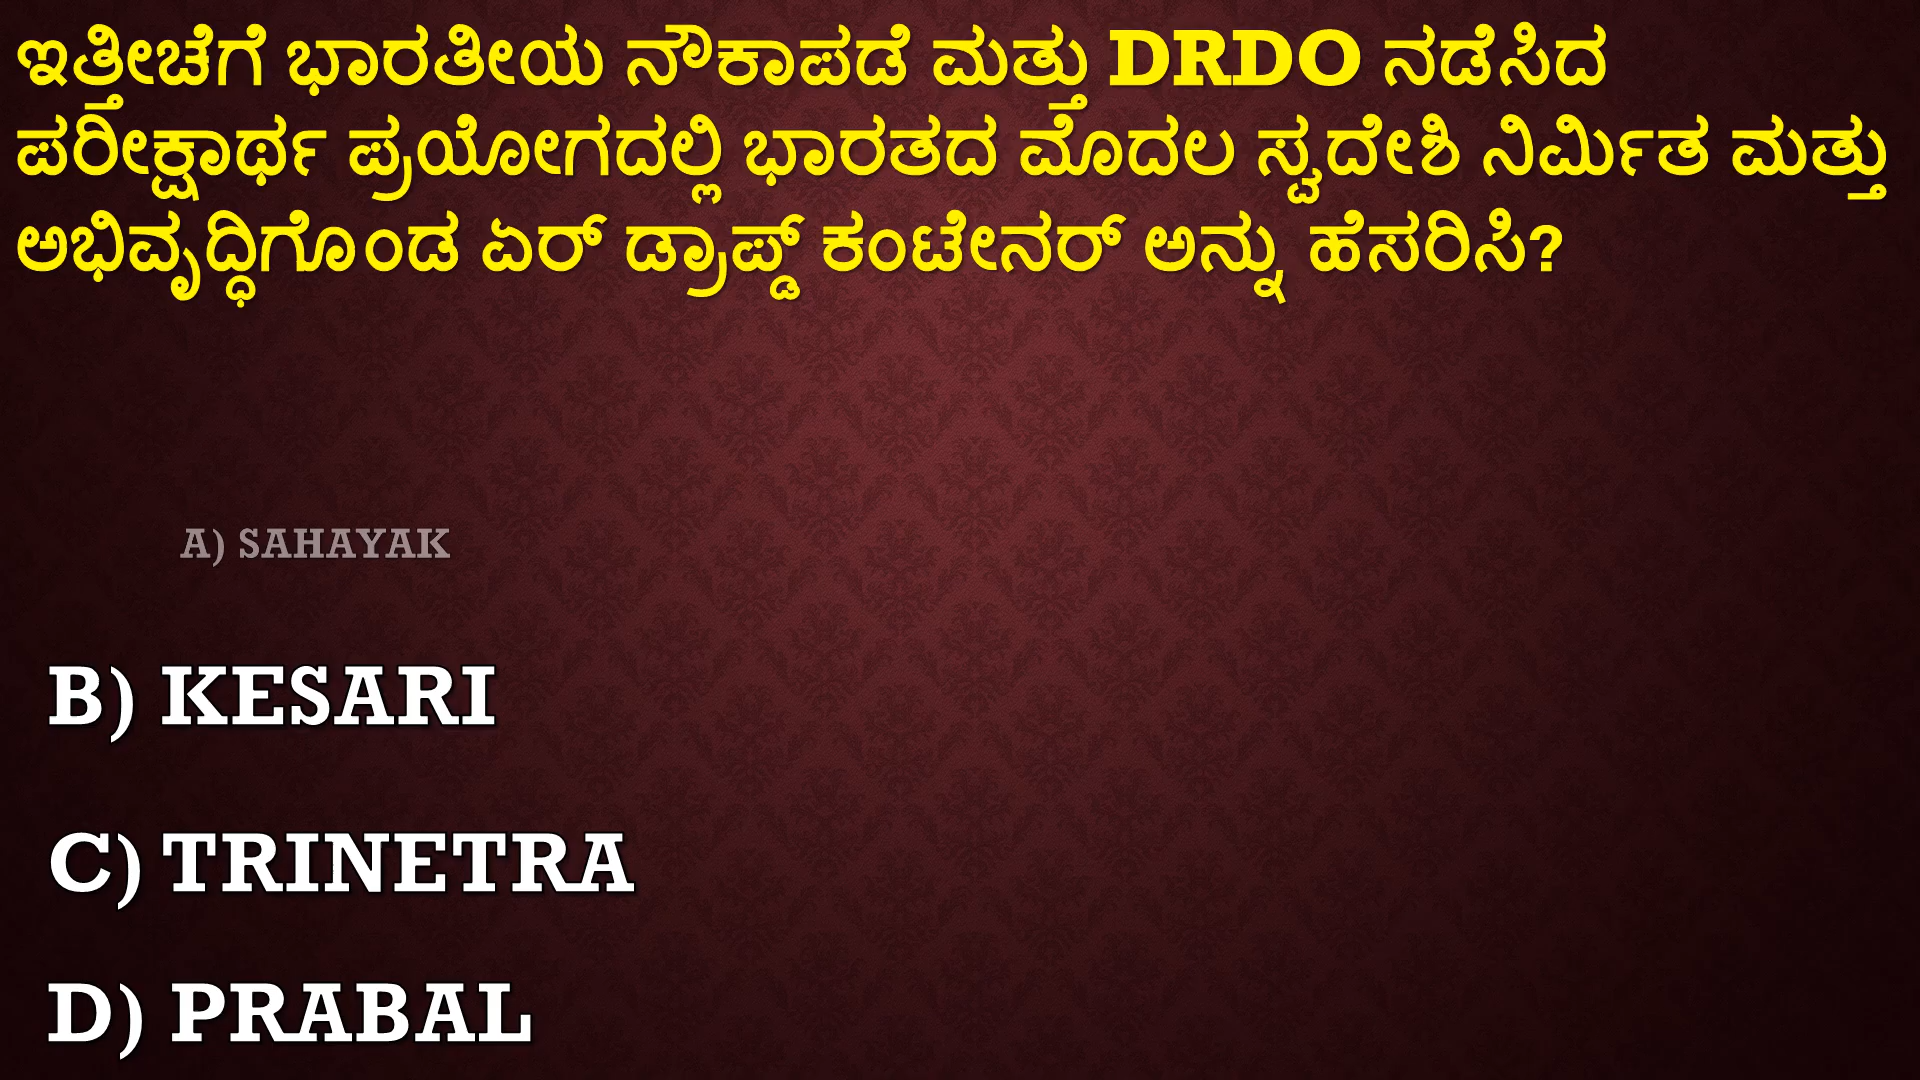 ಇತ್ತೀಚೆಗೆ ಭಾರತೀಯ ನೌಕಾಪಡೆ ಮತ್ತು DRDO ನಡೆಸಿದ
ಪರೀಕ್ಷಾರ್ಥ ಪ್ರಯೋಗದಲ್ಲಿ ಭಾರತದ ಮೊದಲ ಸ್ವದೇಶಿ ನಿರ್ಮಿತ ಮತ್ತು
ಅಭಿವೃದ್ಧಿಗೊಂಡ ಏರ್ ಡ್ರಾಪ್ಡ್ ಕಂಟೇನರ್ ಅನ್ನು ಹೆಸರಿಸಿ?
A) SAHAYAK
B) KESARI
C) TRINETRA
D) PRABAL